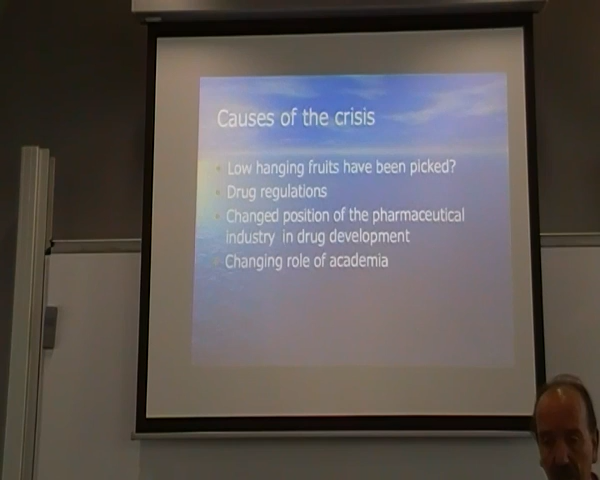 Causes of the crisis
Low hanging fruits have been picked?
Drug regulations
Changed position of the pharmaceutical
industry in drug development
Changing role of academia